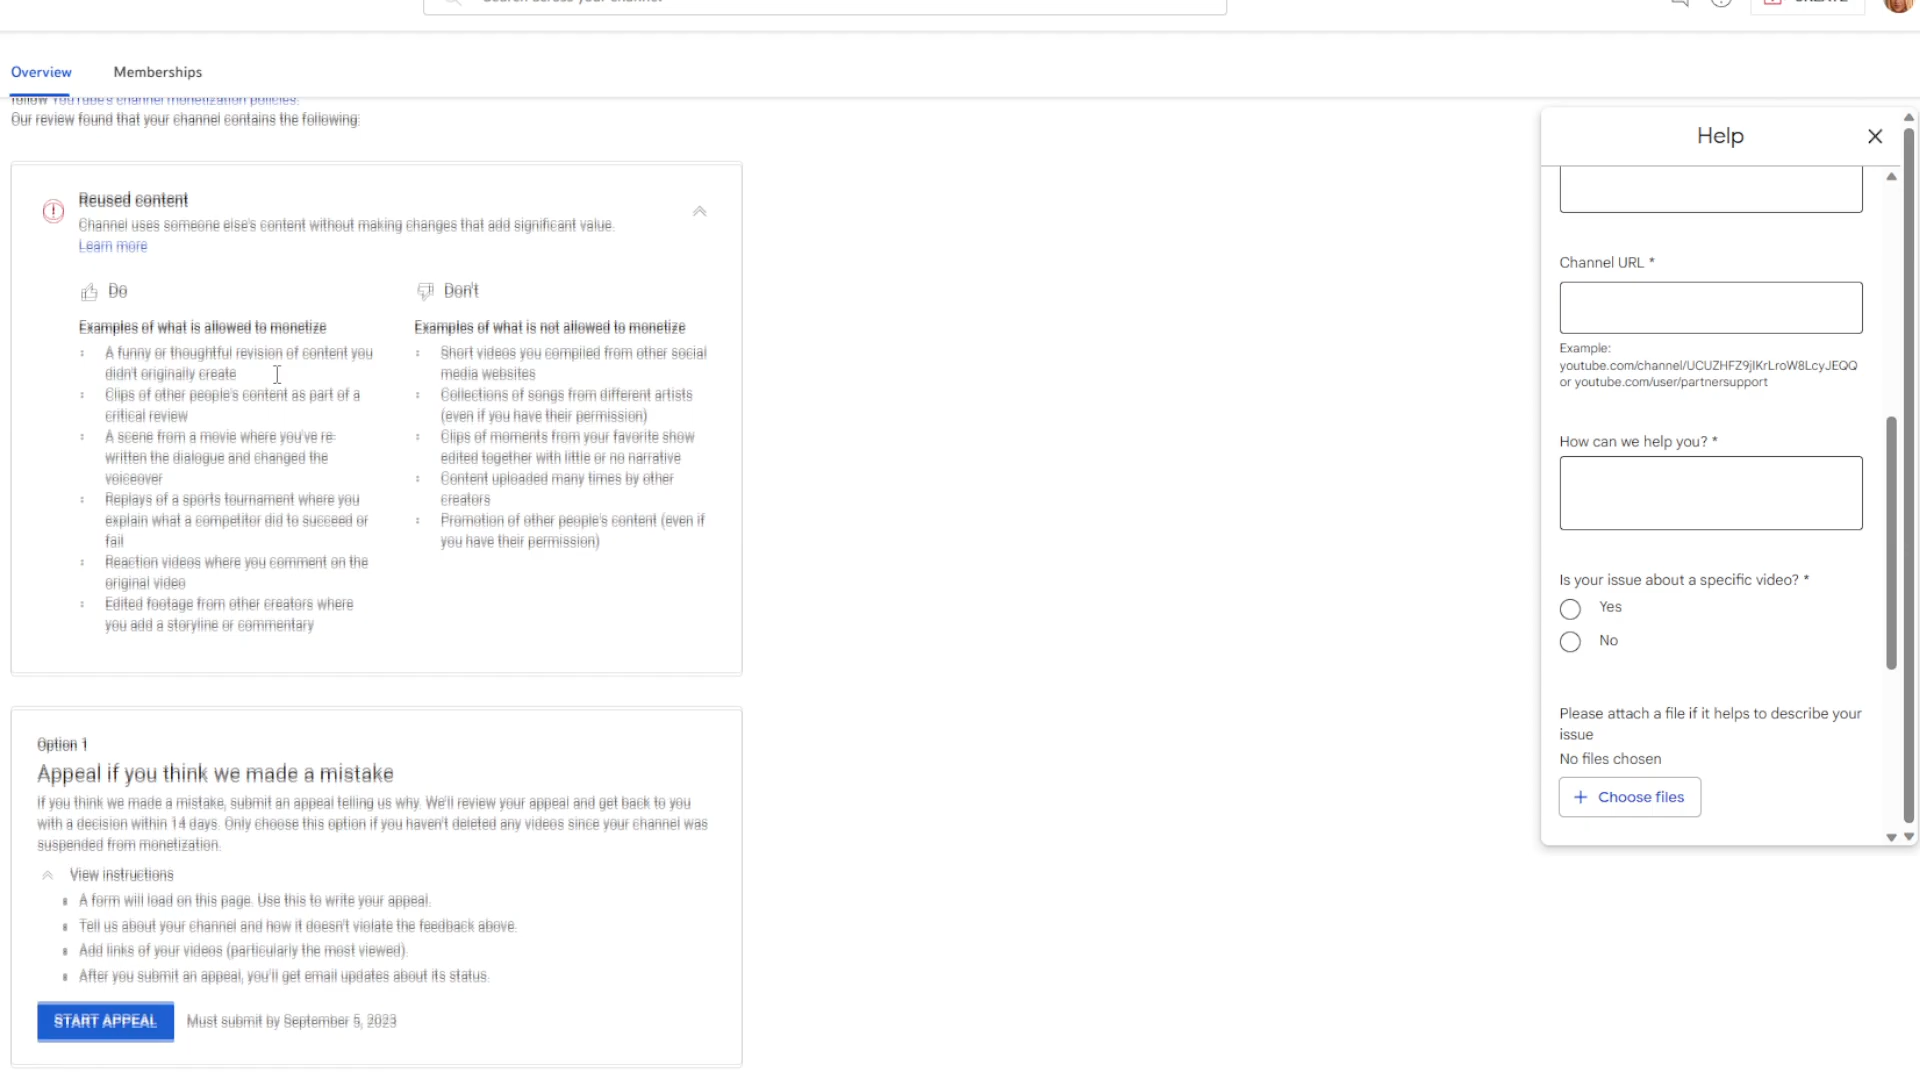 Search across your channel
CREATE
Overview
Memberships
follow YouTube's channel monetization policies.
Our review found that your channel contains the following:
Reused content
Channel uses someone else's content without making changes that add significant value.
Learn more
Do
Examples of what is allowed to monetize
A funny or thoughtful revision of content you
didn't originally create
Clips of other people's content as part of a
critical review
A scene from a movie where you've re-
written the dialogue and changed the
voiceover
Replays of a sports tournament where you
explain what a competitor did to succeed or
fail
Reaction videos where you comment on the
original video
Edited footage from other creators where
you add a storyline or commentary
Don't
Examples of what is not allowed to monetize
Short videos you compiled from other social
media websites
Collections of songs from different artists
(even if you have their permission)
Clips of moments from your favorite show
edited together with little or no narrative
Content uploaded many times by other
creators
Promotion of other people's content (even if
you have their permission)
Option 1
Appeal if you think we made a mistake
If you think we made a mistake, submit an appeal telling us why. We'll review your appeal and get back to you
with a decision within 14 days. Only choose this option if you haven't deleted any videos since your channel was
suspended from monetization.
View instructions
A form will load on this page. Use this to write your appeal.
Tell us about your channel and how it doesn't violate the feedback above.
Add links of your videos (particularly the most viewed).
After you submit an appeal, you'll get email updates about its status.
START APPEAL
Must submit by September 5, 2023
Help
Channel URL *
Example:
youtube.com/channel/UCUZHFZ9jIKrLroW8LcyJEQQ
or youtube.com/user/partnersupport
How can we help you? *
Is your issue about a specific video? *
Yes
No
Please attach a file if it helps to describe your
issue
No files chosen
Choose files